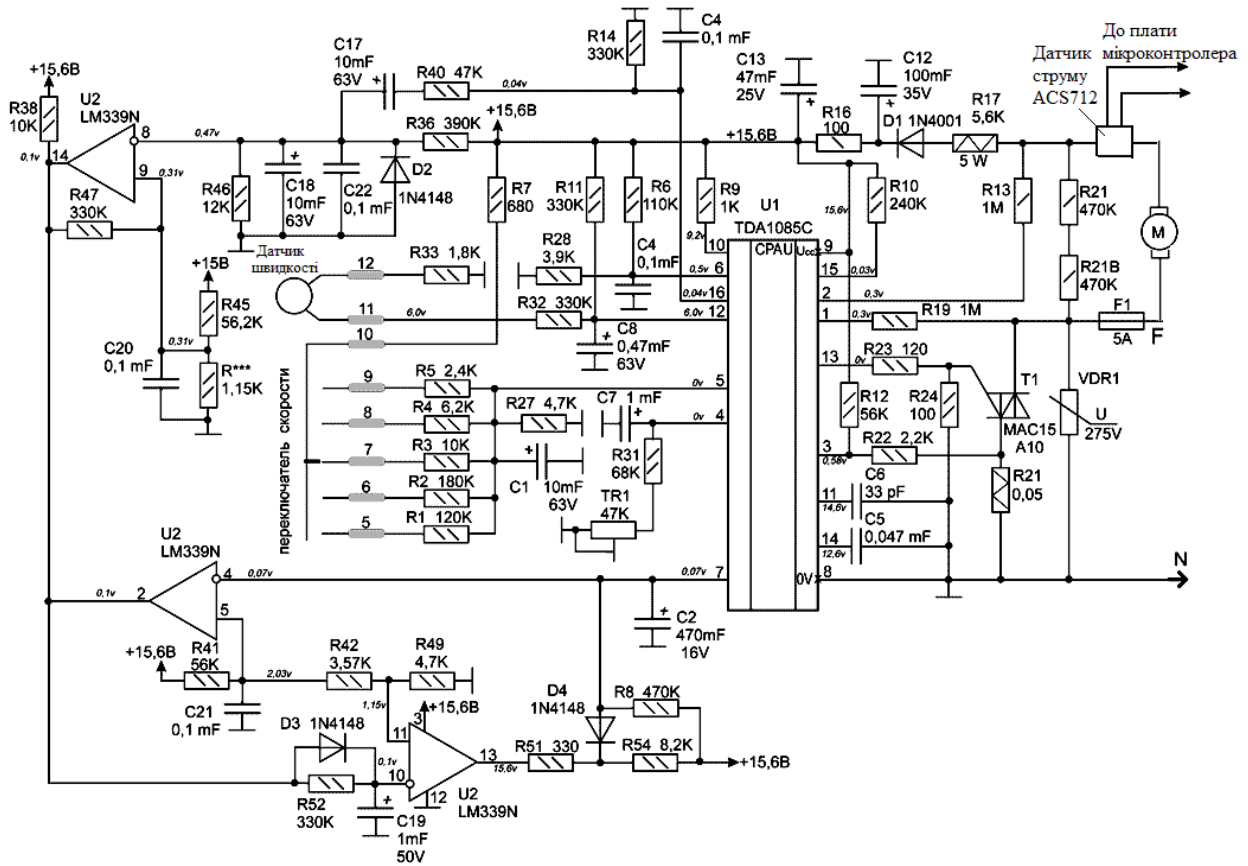 До плати
мікроконтролера
Датчик
струму
ACS712
C4
0,1 mF
R14
330K
C17
10mF
63V
R40 47K
0,04v
C13
47mF
25V
C12
100mF
35V
R17
5,6K
5 W
D1 1N4001
R16
100
+15,6В
+15,6В
R38
10K
U2
LM339N
8
0,47v
R36 390K
+15,6В
0,1v
14
9
0,31v
R47
330K
R46
12K
C18
10mF
63V
C22
0,1 mF
D2
1N4148
R7
680
R11
330K
R6
110K
R9
1K
9,2v
U1
TDA1085C
15,6v
R10
240K
R13
1M
R21
470K
M
Датчик
швидкості
12
R33 1,8K
R28
3,9K
C4
0,1mF
10
CPAU
Ucc
9
0,5v
6
15
0,03v
R21B
470K
+15В
R45
56,2K
11
6,0v
R32 330K
0,04v
16
2
0,3v
6,0v
12
1
0,3v
R19 1M
F1
5A
F
10
C8
0,47mF
63V
0,31v
C20
0,1 mF
R***
1,15K
13
0v
R23 120
T1
MAC15
A10
VDR1
U
275V
9
R5 2,4K
0v
5
R12
56K
R24
100
8
R4 6,2K
R27 4,7K
C7
1 mF
0v
4
переключатель скорости
7
R3 10K
C1
10mF
63V
R31
68K
3
0,58v
R22 2,2K
R21
0,05
6
R2 180K
TR1
47K
11
14,6v
C6
33 pF
5
R1 120K
14
12,6v
C5
0,047 mF
U2
LM339N
4
0,07v
0,07v
7
0V
8
N
0,1v
2
5
C2
470mF
16V
+15,6В
R41
56K
2,03v
R42
3,57K
R49
4,7K
1,15v
C21
0,1 mF
3
+15,6В
D4
1N4148
R8 470K
D3 1N4148
11
13
15,6v
R51 330
R54 8,2K
+15,6В
0,1v
10
12
U2
LM339N
R52
330K
C19
1mF
50V